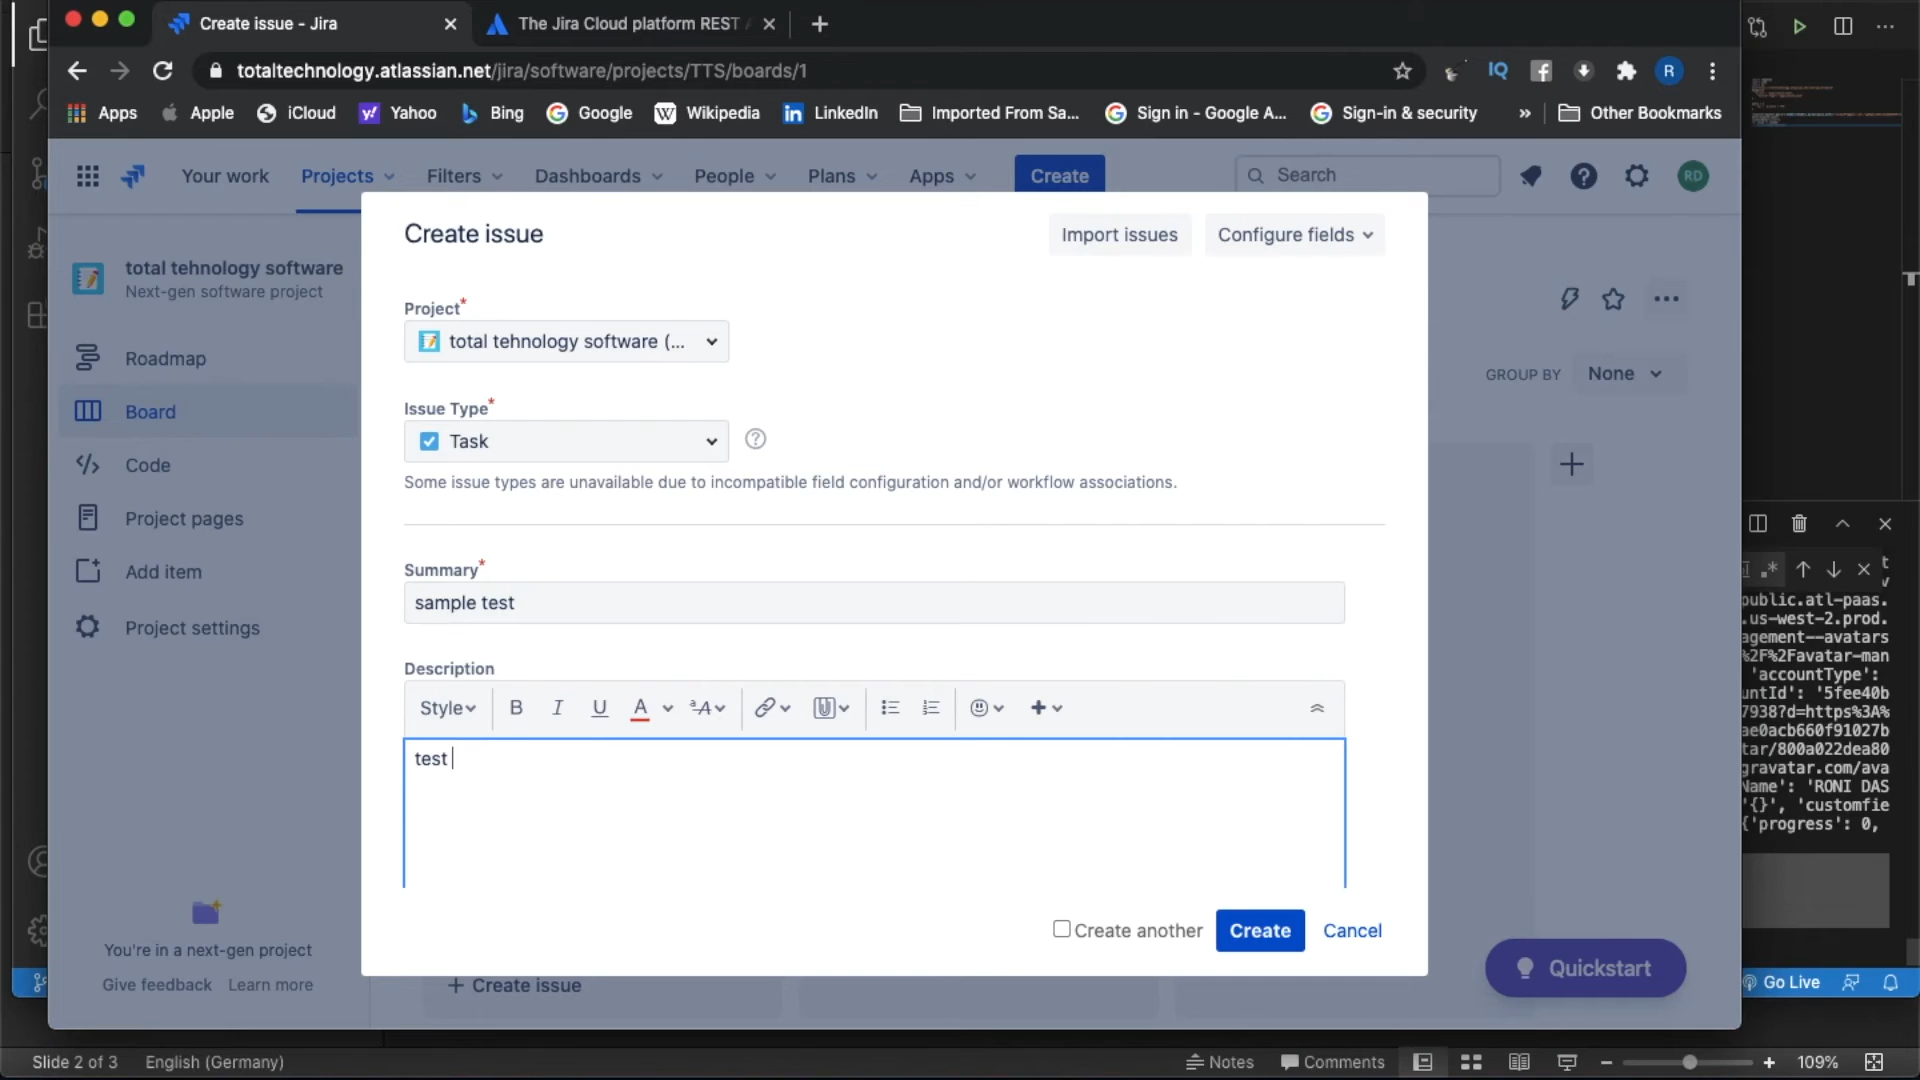 Create issue - Jira
The Jira Cloud platform REST
totaltechnology.atlassian.net/jira/software/projects/TTS/boards/1
IQ
R
Apps
Apple
iCloud
Yahoo
Bing
Google
Wikipedia
LinkedIn
Imported From Sa...
Sign in - Google A...
Sign-in & security
»
Other Bookmarks
Your work
Projects
Filters
Dashboards
People
Plans
Apps
Create
Search
RD
total tehnology software
Next-gen software project
Roadmap
Board
Code
Project pages
Add item
Project settings
You're in a next-gen project
Give feedback
Learn more
Create issue
Import issues
Configure fields
Project*
total tehnology software (...
Issue Type*
Task
Some issue types are unavailable due to incompatible field configuration and/or workflow associations.
Summary*
sample test
Description
Style
B I U A
test
Create another
Create
Cancel
GROUP BY
None
+ Create issue
Quickstart
public.atl-paas.
.us-west-2.prod.
agement--avatars
%2F%2Favatar-man
'accountType':
untId': '5fee40b
7938?d=https%3A%
ae0acb660f91027b
tar/800a022dea80
gravatar.com/ava
Name': 'RONI DAS
'{}', 'customfie
{'progress': 0,
Go Live
Slide 2 of 3
English (Germany)
Notes
Comments
109%